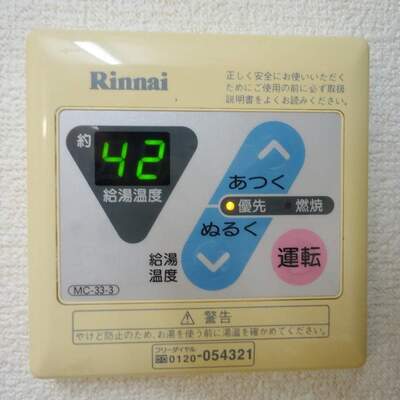 Rinnai
正しく安全にお使いいただく
ためにご使用の前に必ず取扱
説明書をよくお読みください。
約
42
給湯温度
あつく
優先 燃焼
ぬるく
給湯
温度
運転
MC-33-3
警告
やけど防止のため、お湯を使う前に湯温を確かめてください。
フリーダイヤル
0120-054321